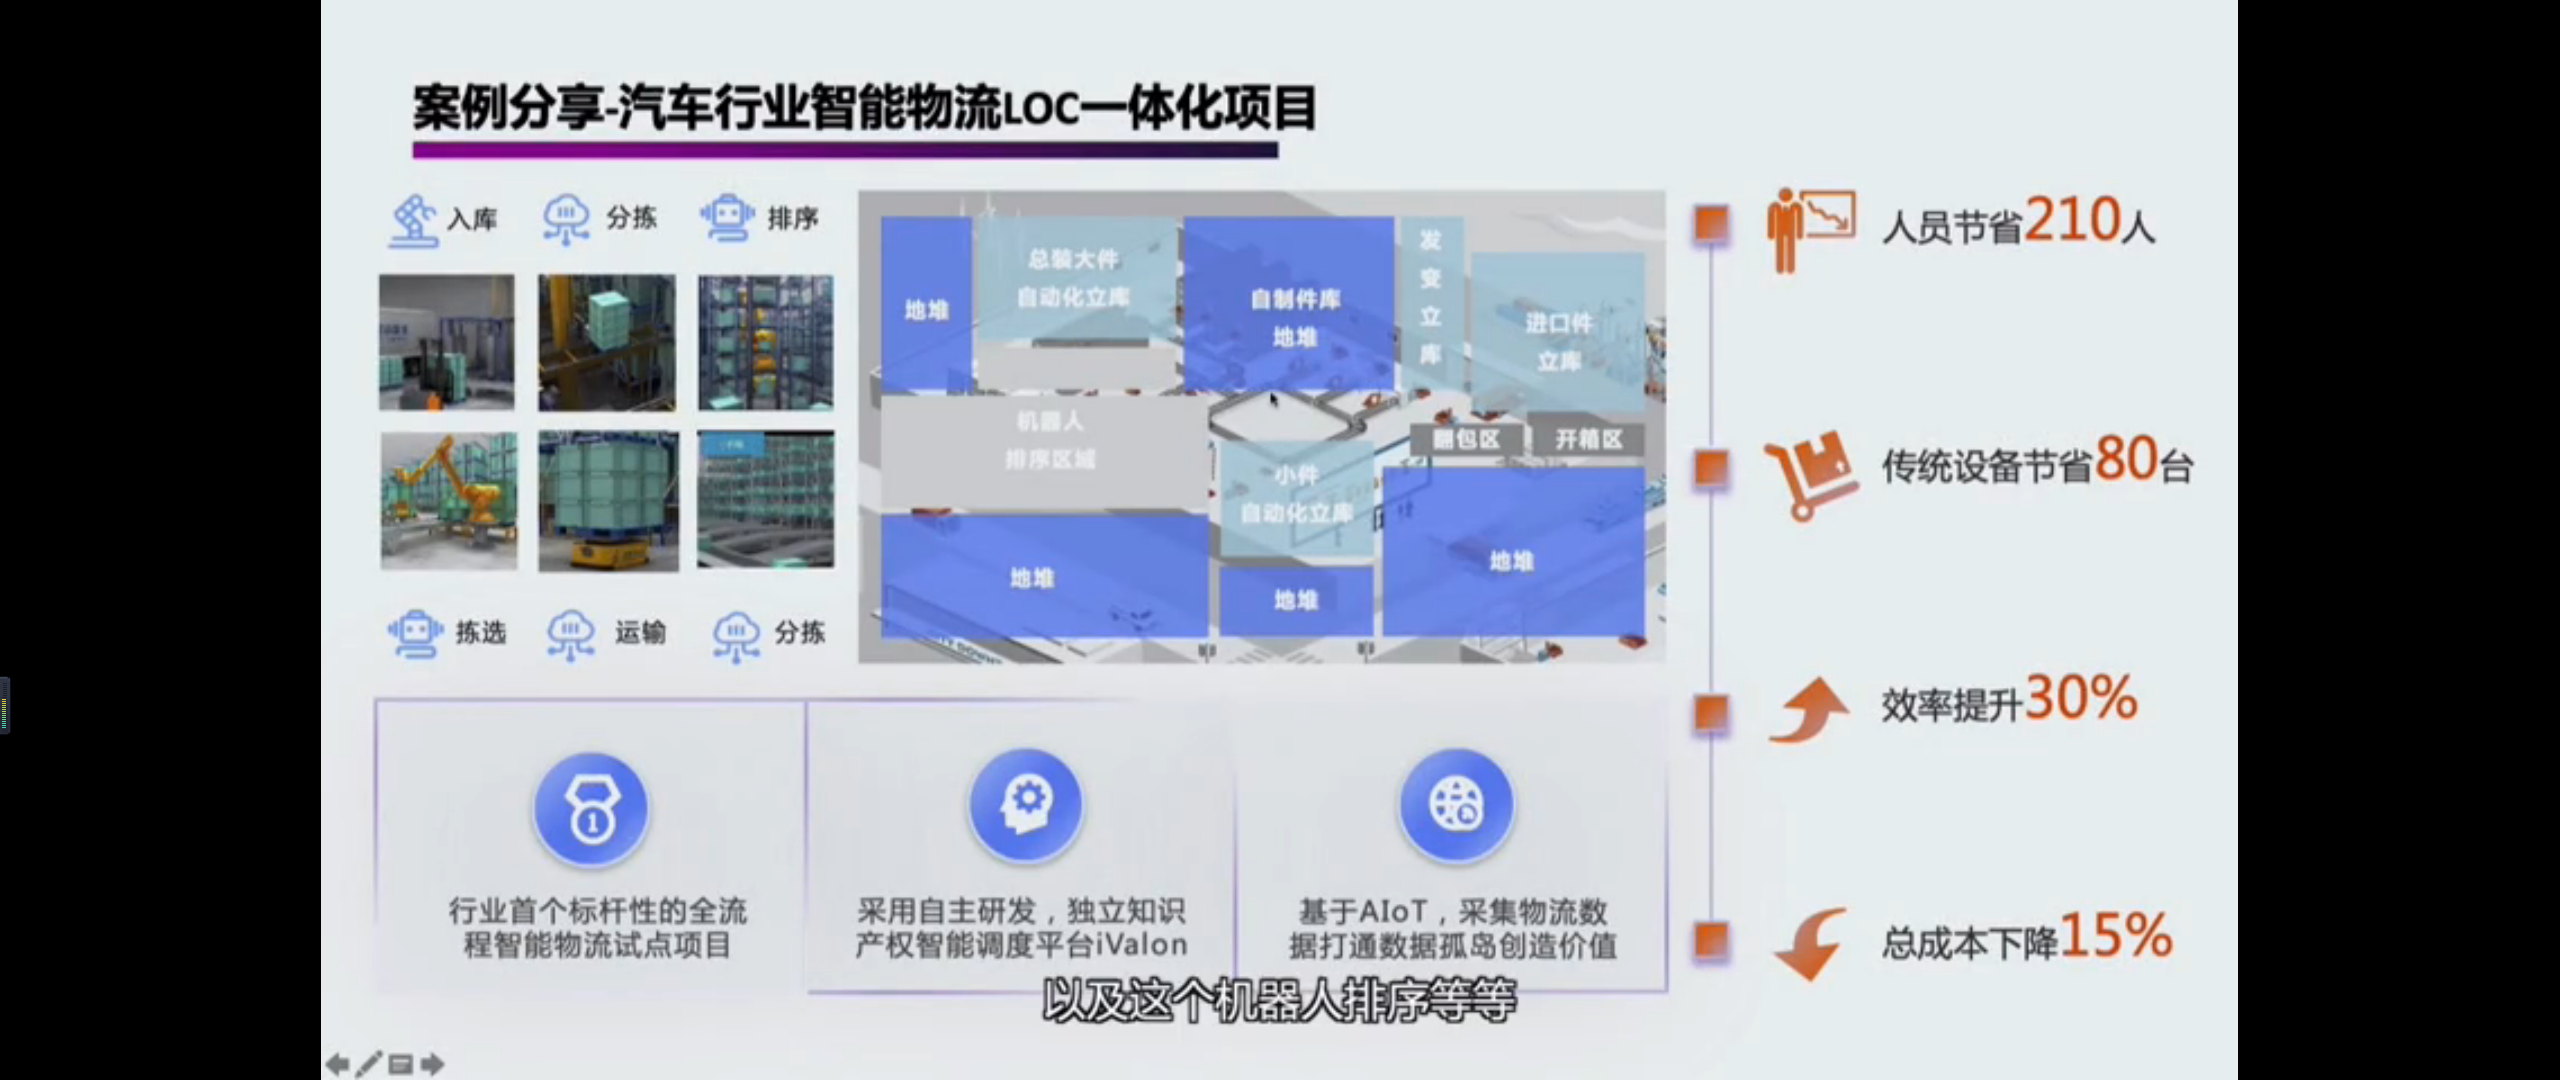 案例分享-汽车行业智能物流LOC一体化项目
入库
分拣
排序
拣选
运输
分拣
地堆
总装大件
自动化立库
自制件库
地堆
发
变
立
库
进口件
立库
机器人
排序区域
翻包区
开箱区
小件
自动化立库
地堆
地堆
地堆
人员节省210人
传统设备节省80台
效率提升30%
总成本下降15%
1
行业首个标杆性的全流
程智能物流试点项目
采用自主研发，独立知识
产权智能调度平台iValon
基于AIoT，采集物流数
据打通数据孤岛创造价值
以及这个机器人排序等等